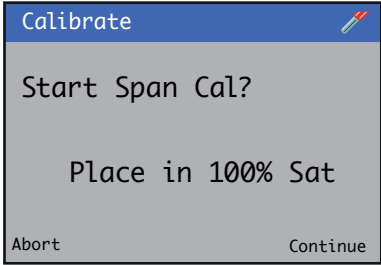 Calibrate
Start Span Cal?
Place in 100% Sat
Abort Continue